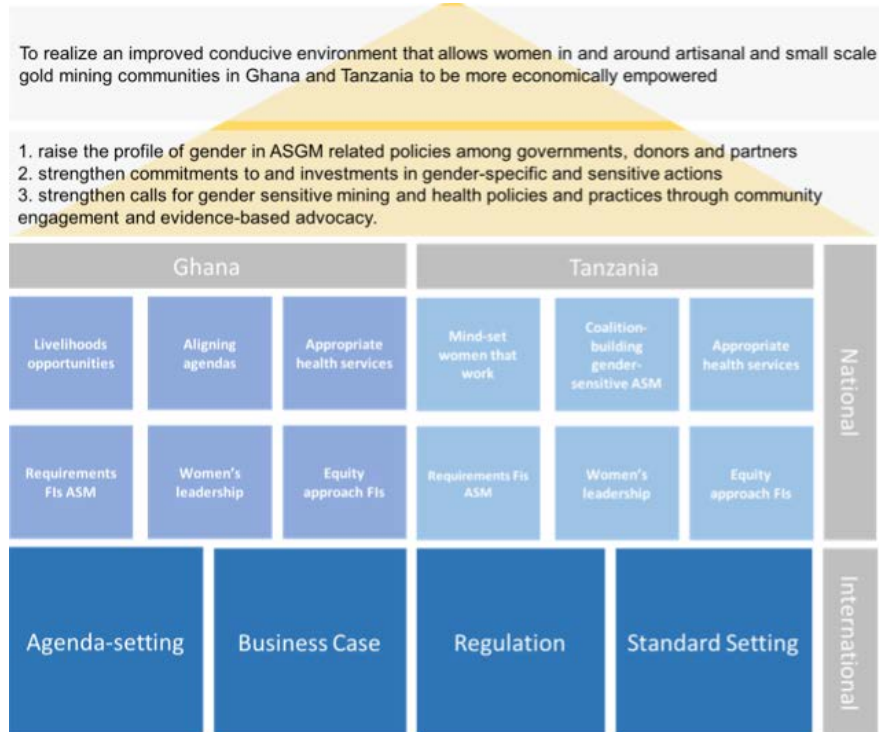 To realize an improved conducive environment that allows women in and around artisanal and small scale
gold mining communities in Ghana and Tanzania to be more economically empowered
1. raise the profile of gender in ASGM related policies among governments, donors and partners
2. strengthen commitments to and investments in gender-specific and sensitive actions
3. strengthen calls for gender sensitive mining and health policies and practices through community
engagement and evidence-based advocacy.
Ghana
Tanzania
National
Livelihoods
opportunities
Aligning
agendas
Appropriate
health services
Mind-set
women that
work
Coalition-
building
gender-
sensitive ASM
Appropriate
health services
Requirements
FIs ASM
Women's
leadership
Equity
approach FIs
Requirements Fis
ASM
Women's
leadership
Equity
approach FIs
Agenda-setting
Business Case
Regulation
Standard Setting
International